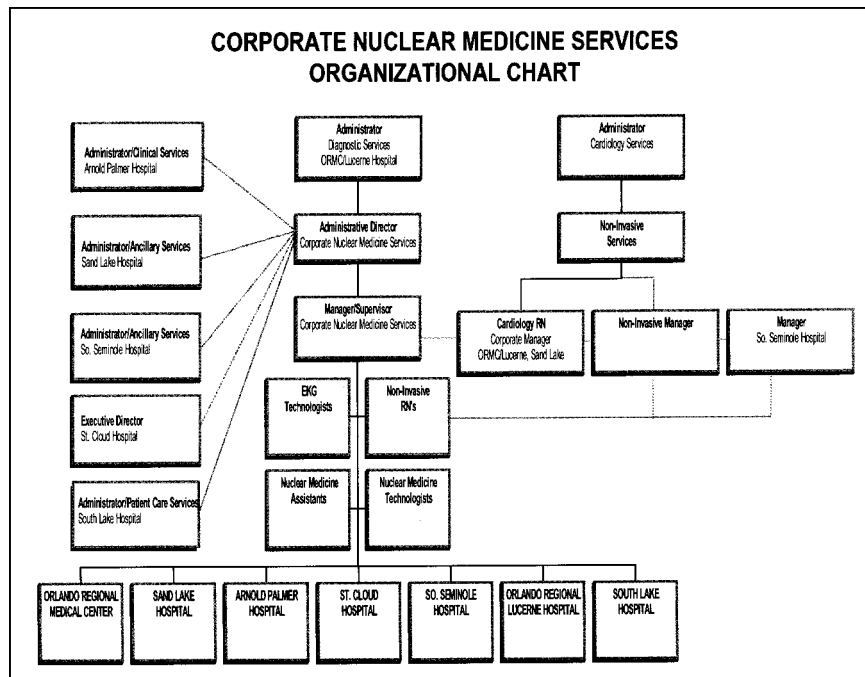 CORPORATE NUCLEAR MEDICINE SERVICES
ORGANIZATIONAL CHART
Administrator/Clinical Services
Arnold Palmer Hospital
Administrator
Diagnostic Services
ORMC/Lucerne Hospital
Administrator
Cardiology Services
Administrator/Ancillary Services
Sand Lake Hospital
Administrative Director
Corporate Nuclear Medicine Services
Non-Invasive
Services
Administrator/Ancillary Services
So. Seminole Hospital
Manager/Supervisor
Corporate Nuclear Medicine Services
Cardiology RN
Corporate Manager
ORMC/Lucerne, Sand Lake
Non-Invasive Manager
Manager
So. Seminole Hospital
Executive Director
St. Cloud Hospital
EKG
Technologists
Non-Invasive
RN's
Administrator/Patient Care Services
South Lake Hospital
Nuclear Medicine
Assistants
Nuclear Medicine
Technologists
ORLANDO REGIONAL
MEDICAL CENTER
SAND LAKE
HOSPITAL
ARNOLD PALMER
HOSPITAL
ST. CLOUD
HOSPITAL
SO. SEMINOLE
HOSPITAL
ORLANDO REGIONAL
LUCERNE HOSPITAL
SOUTH LAKE
HOSPITAL